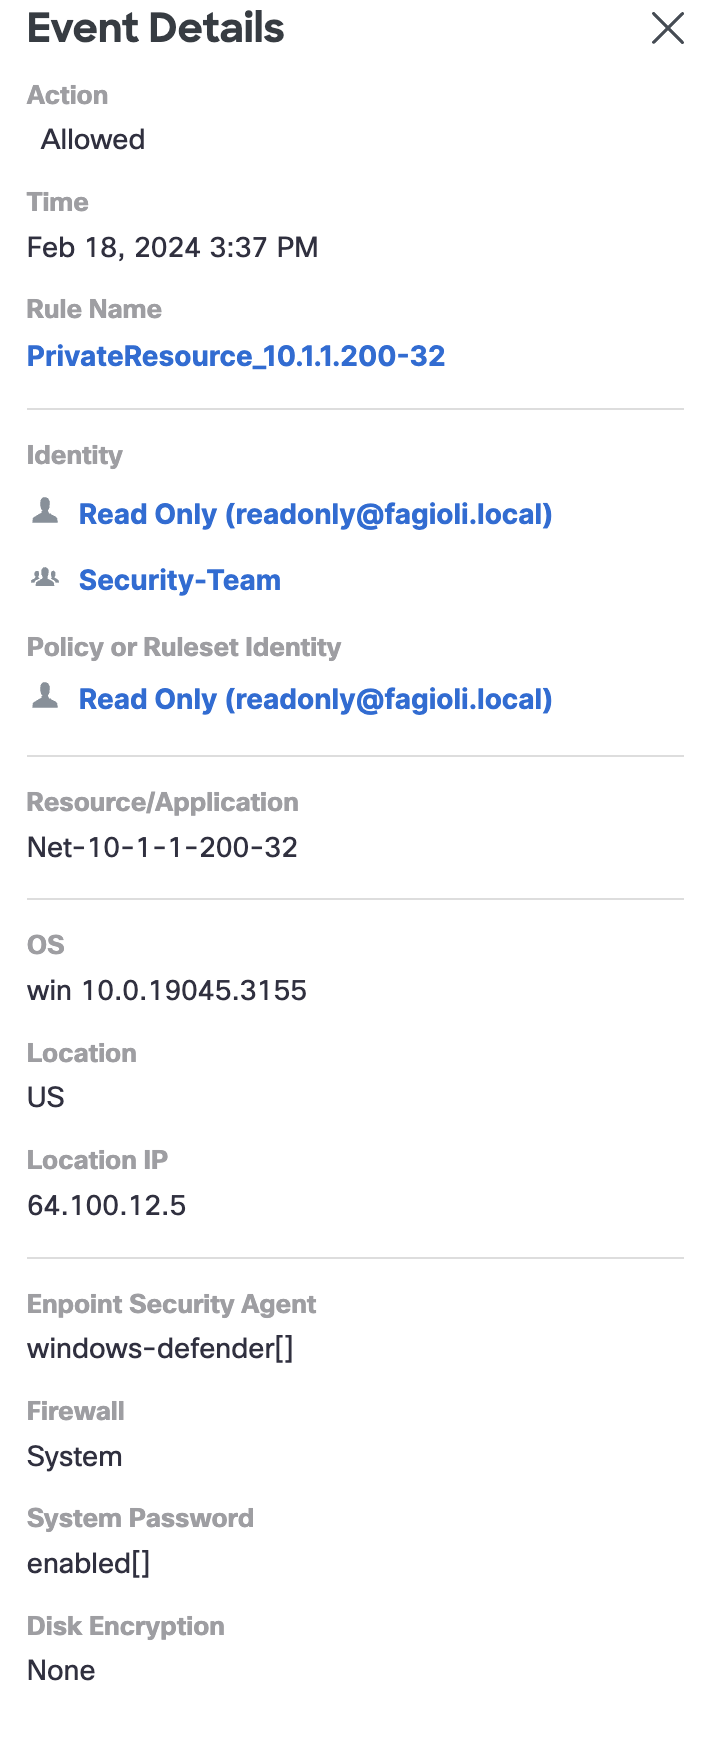 Event Details
Action
Allowed
Time
Feb 18, 2024 3:37 PM
Rule Name
PrivateResource_10.1.1.200-32
Identity
Read Only (readonly@fagioli.local)
Security-Team
Policy or Ruleset Identity
Read Only (readonly@fagioli.local)
Resource/Application
Net-10-1-1-200-32
OS
win 10.0.19045.3155
Location
US
Location IP
64.100.12.5
Enpoint Security Agent
windows-defender[]
Firewall
System
System Password
enabled[]
Disk Encryption
None